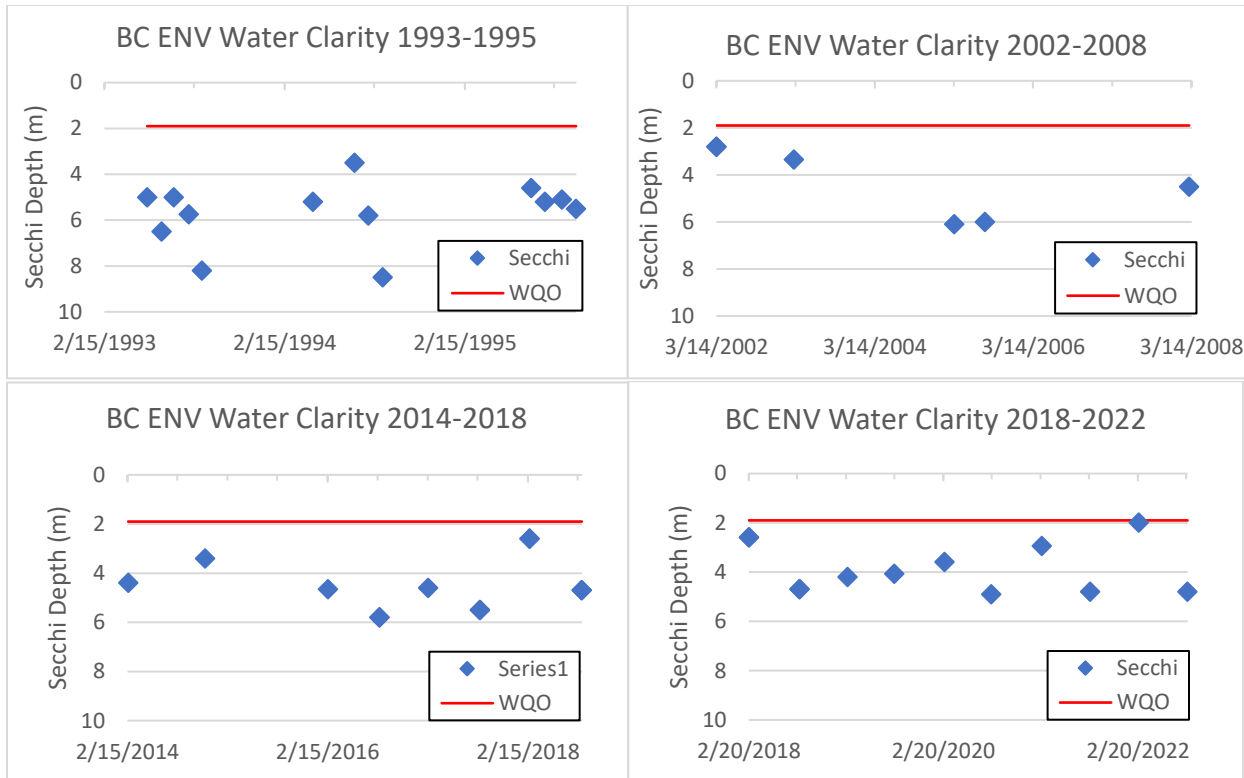 BC ENV Water Clarity 1993-1995
Secchi Depth (m)
0
2
4
6
8
10
2/15/1993
2/15/1994
2/15/1995
Secchi
WQO
BC ENV Water Clarity 2002-2008
Secchi Depth (m)
0
2
4
6
8
10
3/14/2002
3/14/2004
3/14/2006
3/14/2008
Secchi
WQO
BC ENV Water Clarity 2014-2018
Secchi Depth (m)
0
2
4
6
8
10
2/15/2014
2/15/2016
2/15/2018
Series1
WQO
BC ENV Water Clarity 2018-2022
Secchi Depth (m)
0
2
4
6
8
10
2/20/2018
2/20/2020
2/20/2022
Secchi
WQO